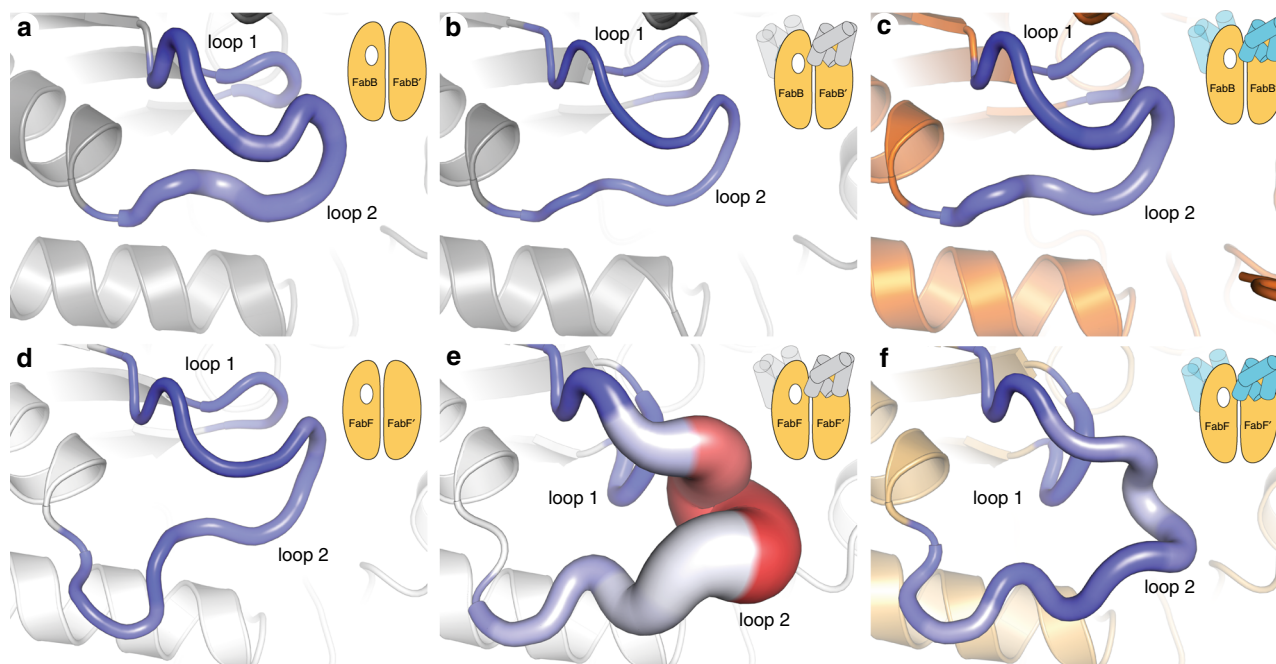 a
loop 1
FabB FabB′
loop 2
b
loop 1
FabB FabB′
loop 2
c
loop 1
FabB FabB′
loop 2
d
loop 1
FabF FabF′
loop 2
e
FabF FabF′
loop 1
loop 2
f
FabF FabF′
loop 1
loop 2